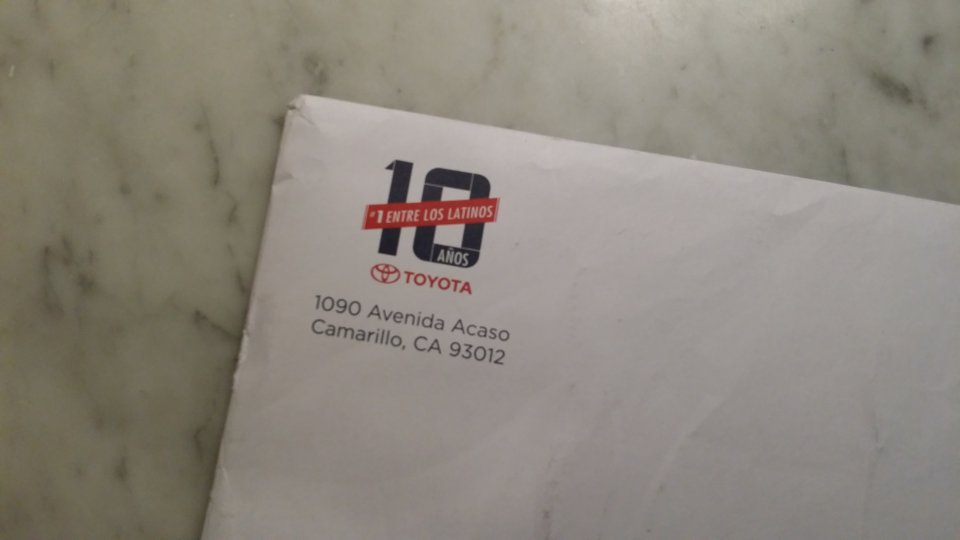 10
#1 ENTRE LOS LATINOS
AÑOS
TOYOTA
1090 Avenida Acaso
Camarillo, CA 93012